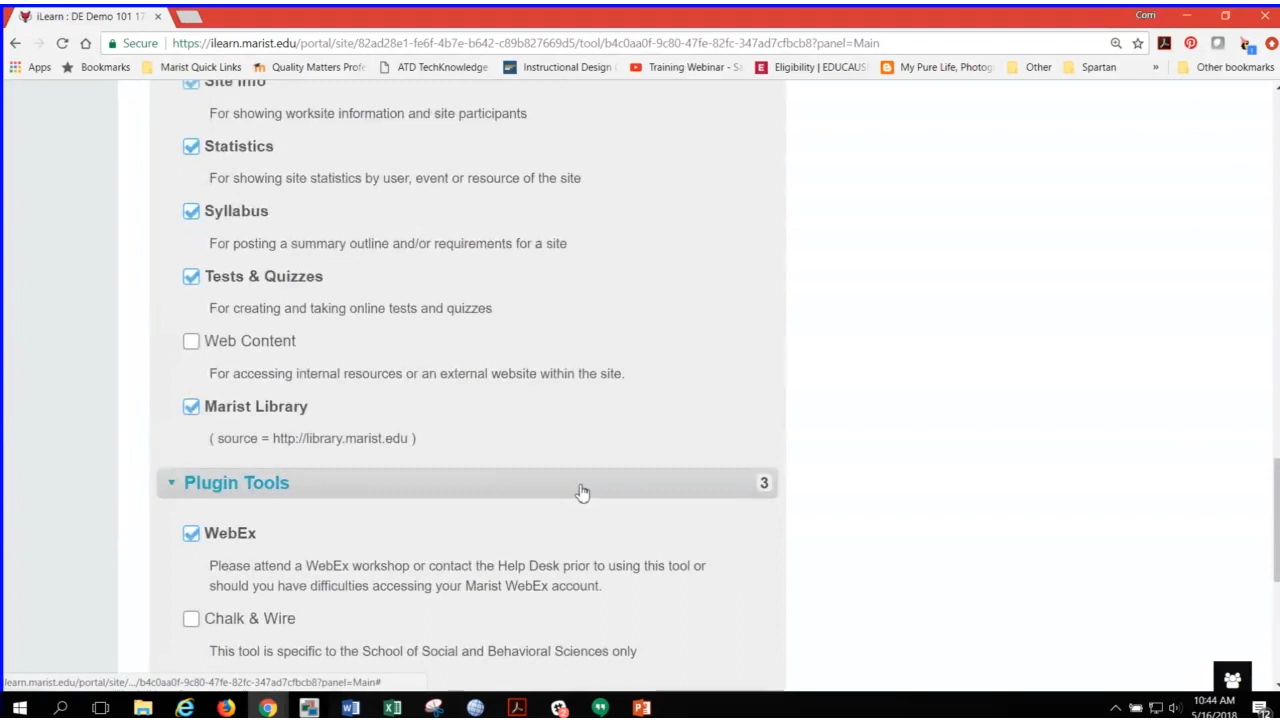 iLearn : DE Demo 101 17
Corri
Secure
https://ilearn.marist.edu/portal/site/82ad28e1-fe6f-4b7e-b642-c89b827669d5/tool/b4c0aa0f-9c80-47fe-82fc-347ad7cfbcb8?panel=Main
Apps Bookmarks Marist Quick Links Quality Matters Profe ATD TechKnowledge Instructional Design Training Webinar - Sa Eligibility | EDUCAUS My Pure Life, Photog Other Spartan » Other bookmarks
Site Info
For showing worksite information and site participants
Statistics
For showing site statistics by user, event or resource of the site
Syllabus
For posting a summary outline and/or requirements for a site
Tests & Quizzes
For creating and taking online tests and quizzes
Web Content
For accessing internal resources or an external website within the site.
Marist Library
( source = http://library.marist.edu )
Plugin Tools 3
WebEx
Please attend a WebEx workshop or contact the Help Desk prior to using this tool or
should you have difficulties accessing your Marist WebEx account.
Chalk & Wire
This tool is specific to the School of Social and Behavioral Sciences only
learn.marist.edu/portal/site/.../b4c0aa0f-9c80-47fe-82fc-347ad7cfbcb8?panel=Main#
10:44 AM
5/16/2018